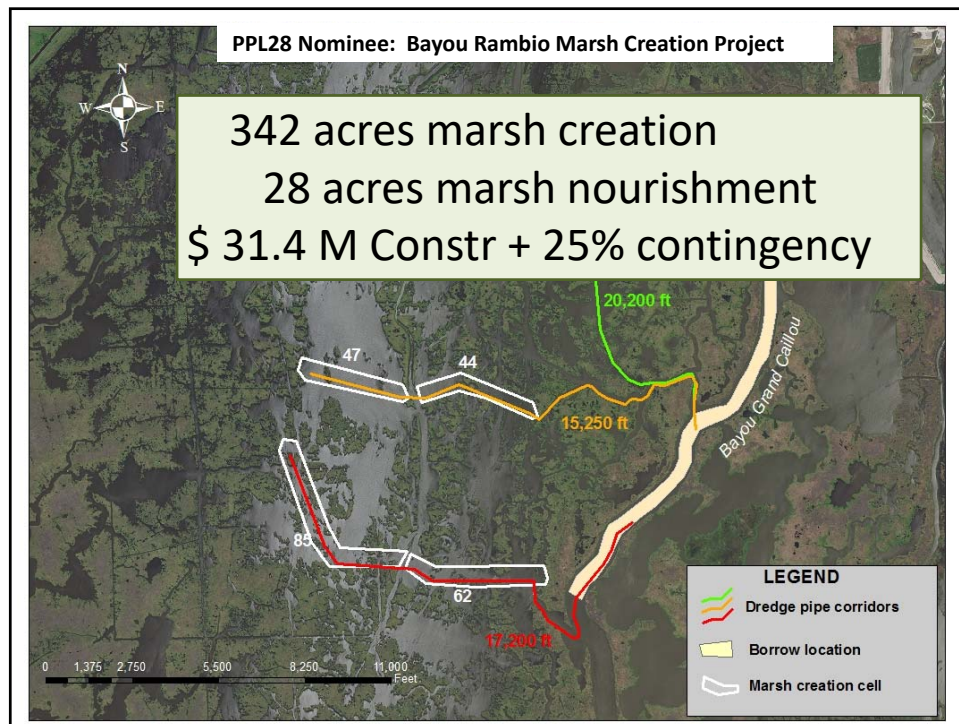 PPL28 Nominee: Bayou Rambio Marsh Creation Project
N
W E
S
342 acres marsh creation
28 acres marsh nourishment
$ 31.4 M Constr + 25% contingency
20,200 ft
47
44
15,250 ft
Bayou Grand Caillou
85
62
17,200 ft
0 1,375 2,750 5,500 8,250 11,000
Feet
LEGEND
Dredge pipe corridors
Borrow location
Marsh creation cell